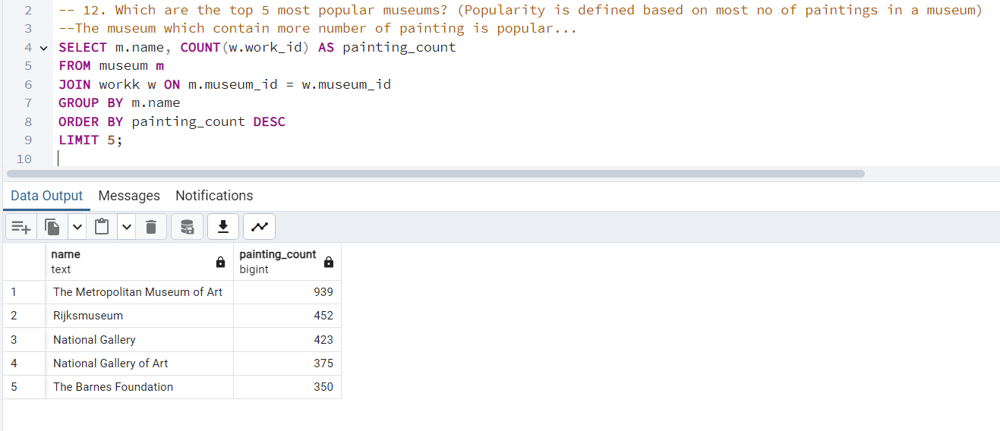 2 -- 12. Which are the top 5 most popular museums? (Popularity is defined based on most no of paintings in a museum)
3 --The museum which contain more number of painting is popular...
4 SELECT m.name, COUNT(w.work_id) AS painting_count
5 FROM museum m
6 JOIN workk w ON m.museum_id = w.museum_id
7 GROUP BY m.name
8 ORDER BY painting_count DESC
9 LIMIT 5;
10
Data Output Messages Notifications
name painting_count
text bigint
1 The Metropolitan Museum of Art 939
2 Rijksmuseum 452
3 National Gallery 423
4 National Gallery of Art 375
5 The Barnes Foundation 350